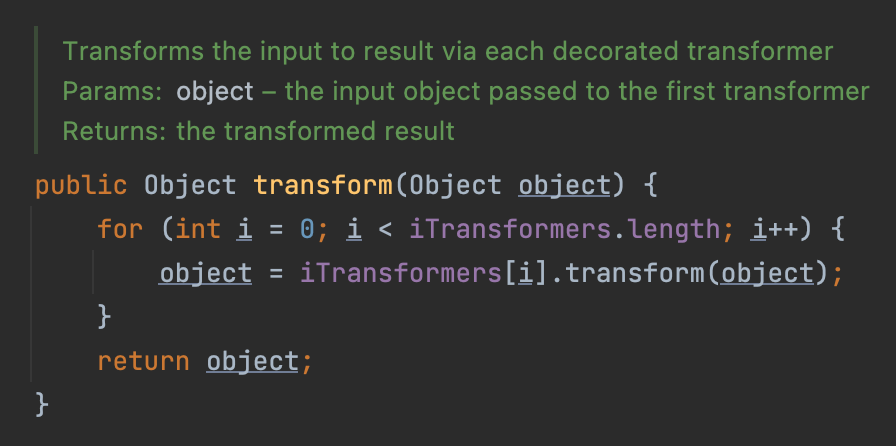 Transforms the input to result via each decorated transformer
Params: object – the input object passed to the first transformer
Returns: the transformed result
public Object transform(Object object) {
    for (int i = 0; i < iTransformers.length; i++) {
        object = iTransformers[i].transform(object);
    }
    return object;
}